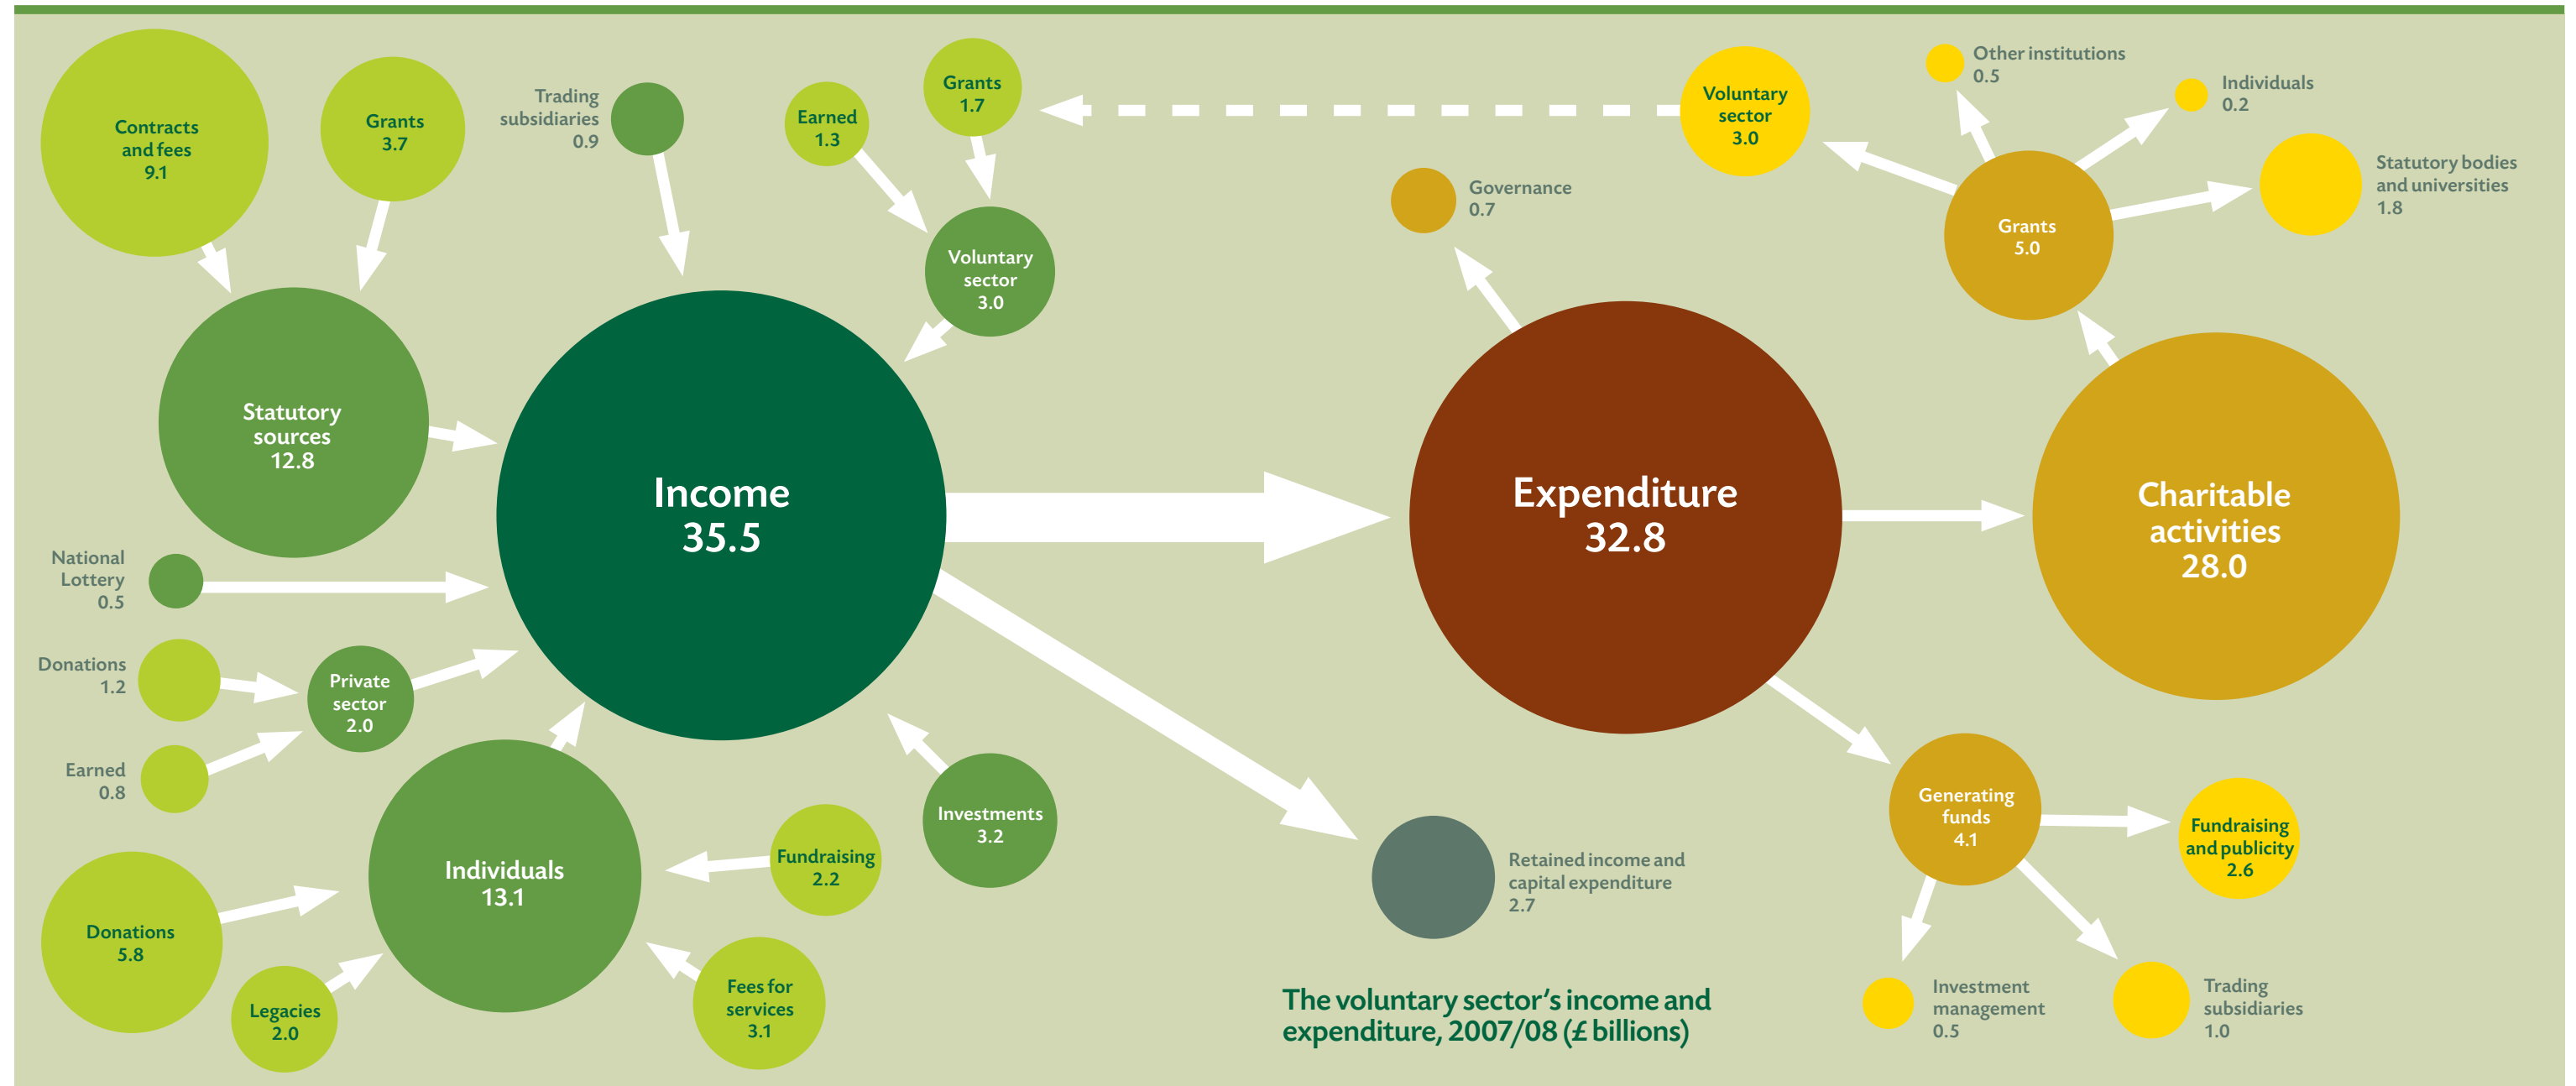 Contracts
and fees
9.1
Grants
3.7
Trading
subsidiaries
0.9
Earned
1.3
Grants
1.7
Voluntary
sector
3.0
Statutory
sources
12.8
Income
35.5
National
Lottery
0.5
Donations
1.2
Private
sector
2.0
Earned
0.8
Individuals
13.1
Donations
5.8
Legacies
2.0
Fundraising
2.2
Fees for
services
3.1
Investments
3.2
Voluntary
sector
3.0
Other institutions
0.5
Individuals
0.2
Statutory bodies
and universities
1.8
Governance
0.7
Grants
5.0
Expenditure
32.8
Charitable
activities
28.0
Generating
funds
4.1
Fundraising
and publicity
2.6
Retained income and
capital expenditure
2.7
Investment
management
0.5
Trading
subsidiaries
1.0
The voluntary sector’s income and
expenditure, 2007/08 (£ billions)